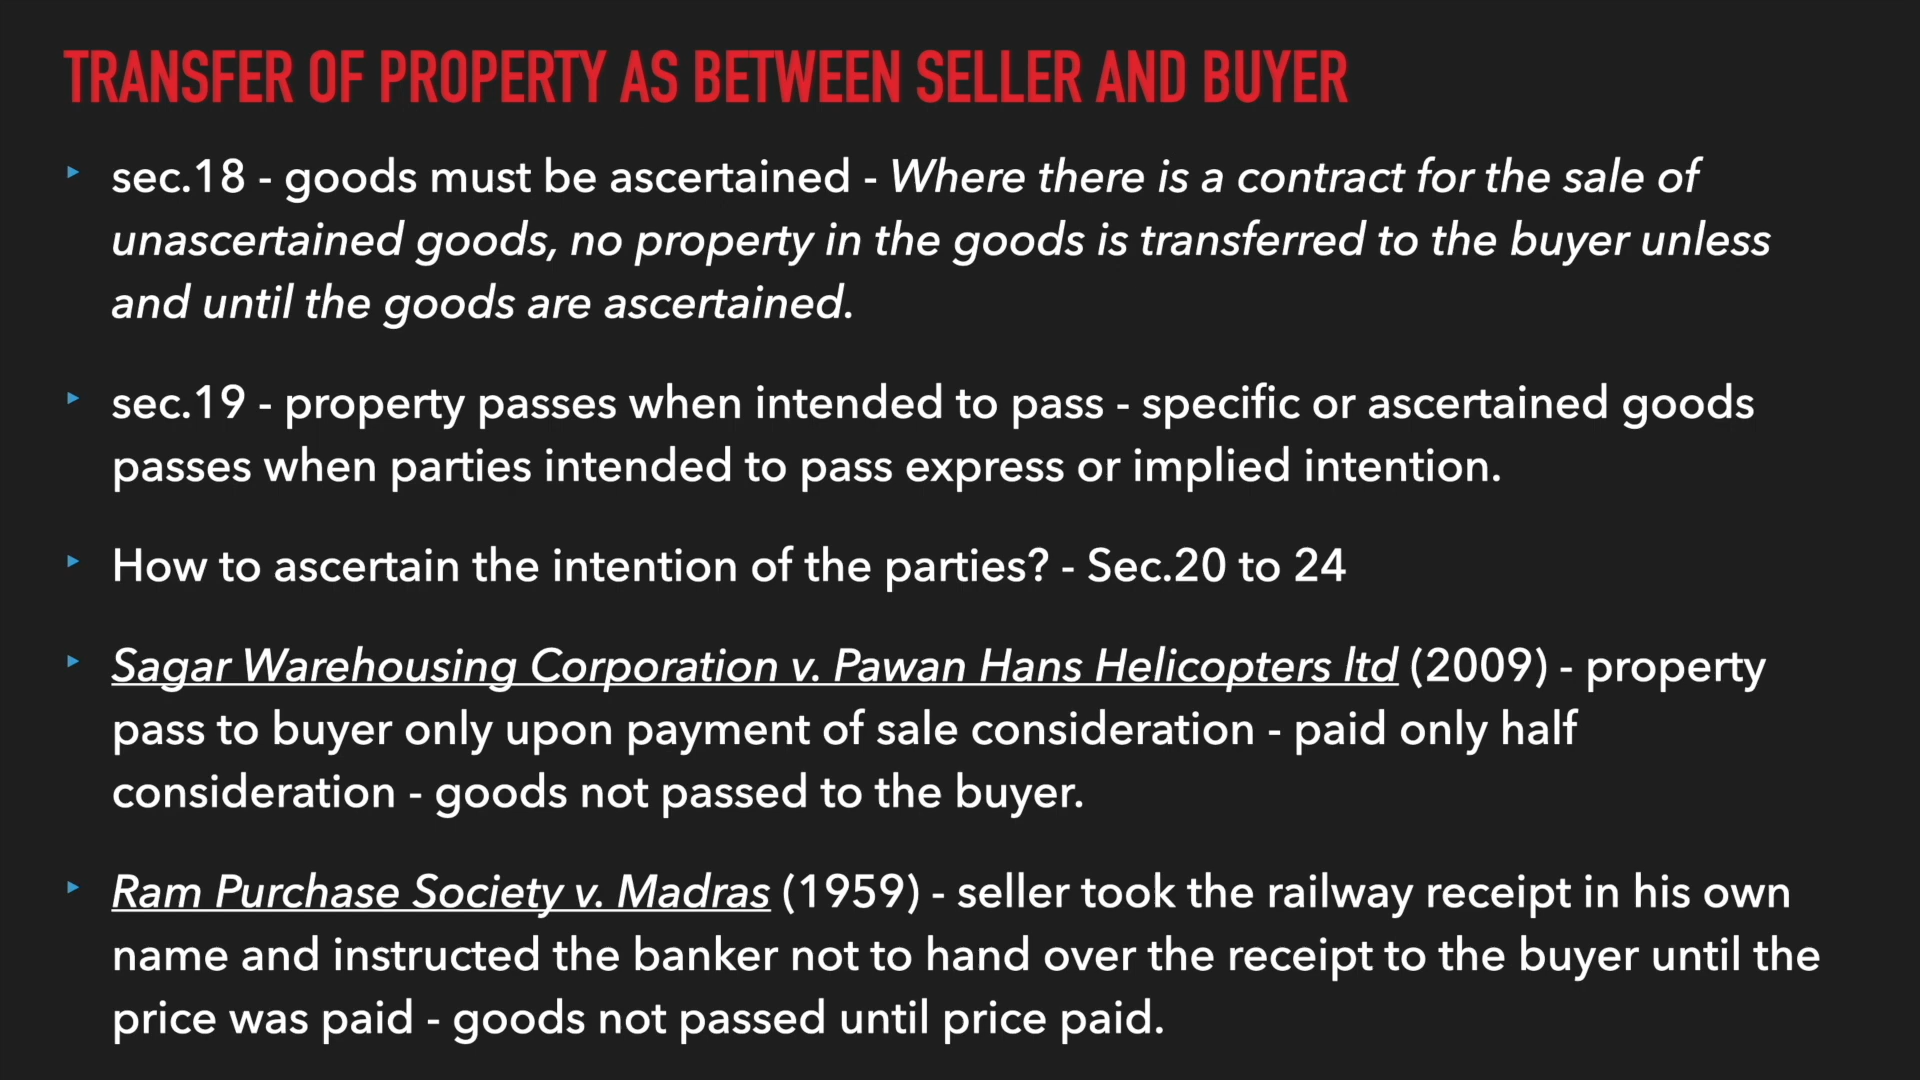 TRANSFER OF PROPERTY AS BETWEEN SELLER AND BUYER
‣ sec.18 - goods must be ascertained - Where there is a contract for the sale of
unascertained goods, no property in the goods is transferred to the buyer unless
and until the goods are ascertained.
‣ sec.19 - property passes when intended to pass - specific or ascertained goods
passes when parties intended to pass express or implied intention.
‣ How to ascertain the intention of the parties? - Sec.20 to 24
‣ Sagar Warehousing Corporation v. Pawan Hans Helicopters ltd (2009) - property
pass to buyer only upon payment of sale consideration - paid only half
consideration - goods not passed to the buyer.
‣ Ram Purchase Society v. Madras (1959) - seller took the railway receipt in his own
name and instructed the banker not to hand over the receipt to the buyer until the
price was paid - goods not passed until price paid.